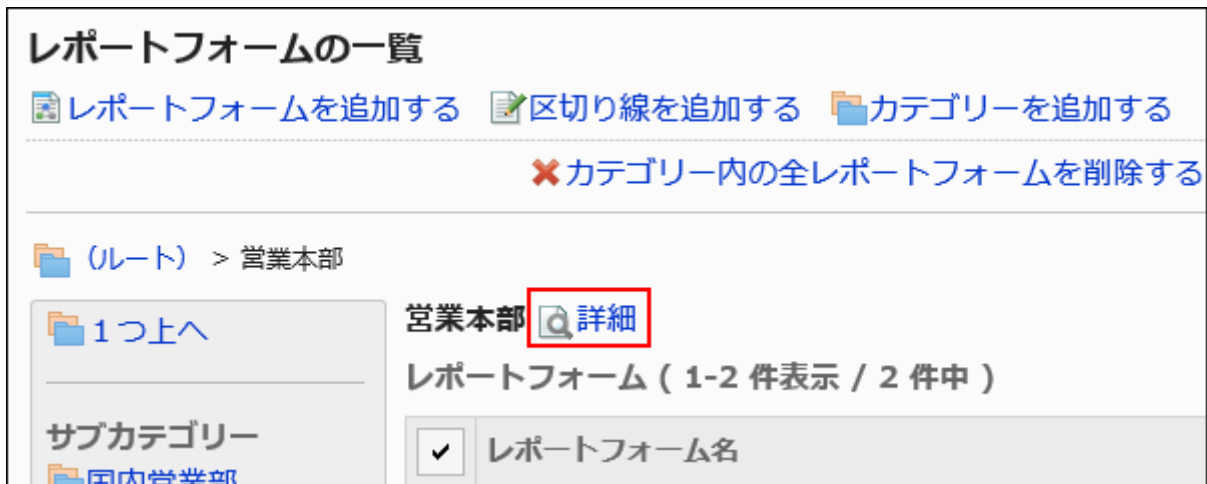 レポートフォームの一覧
レポートフォームを追加する 区切り線を追加する カテゴリーを追加する
カテゴリー内の全レポートフォームを削除する
（ルート） > 営業本部
1つ上へ
サブカテゴリー
国内営業部
営業本部 詳細
レポートフォーム ( 1-2 件表示 / 2 件中 )
レポートフォーム名